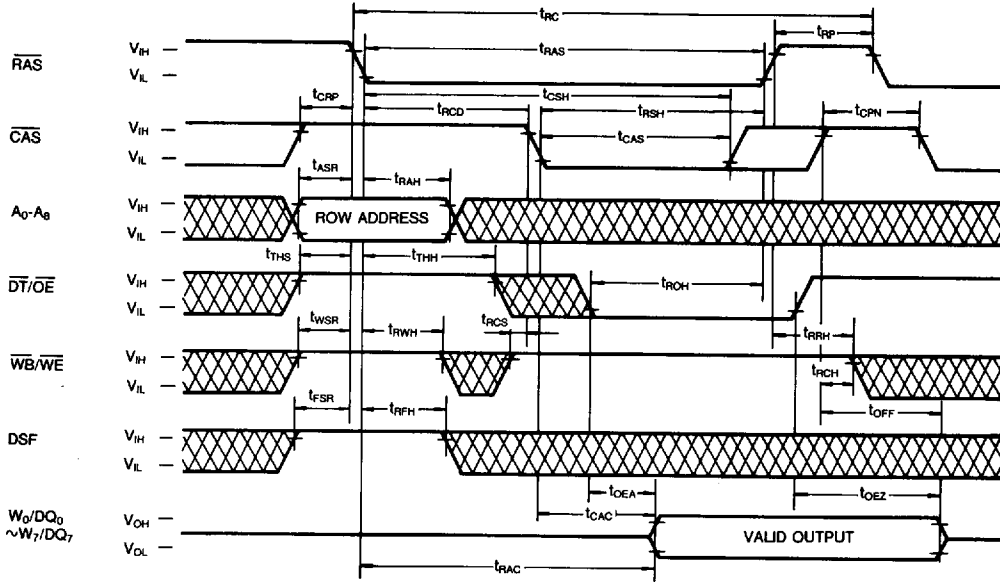 tRC
tRP
VIH
RAS
tRAS
VIL
tCRP
tCSH
tRCD
tRSH
tCPN
VIH
CAS
tCAS
VIL
tASR
tRAH
VIH
A0-A8
ROW ADDRESS
VIL
tTHS
tTHH
VIH
DT/OE
tROH
VIL
tWSR
tRWH
tRCS
tRRH
VIH
WB/WE
VIL
tRCH
tFSR
tRFH
tOFF
VIH
DSF
VIL
tOEA
tOEZ
W0/DQ0
VOH
tCAC
~W7/DQ7
VALID OUTPUT
VOL
tRAC